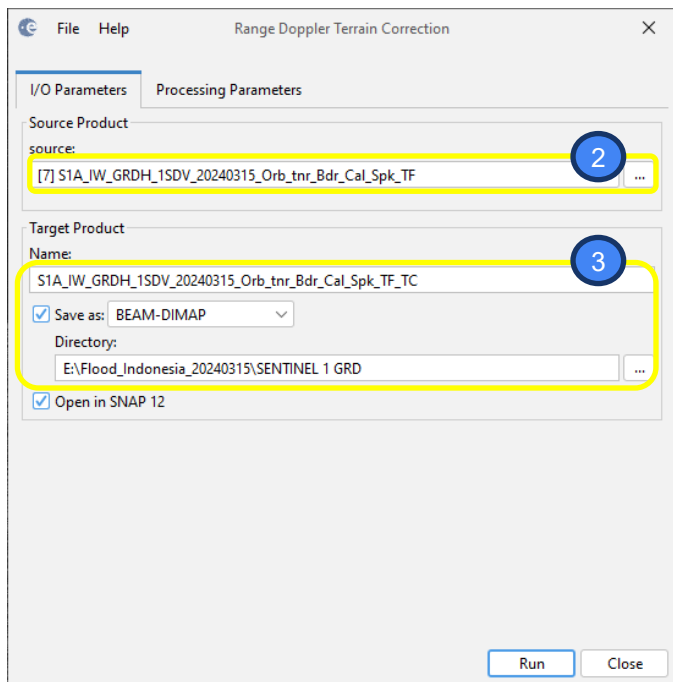 File Help Range Doppler Terrain Correction
I/O Parameters Processing Parameters
Source Product
source:
2
[7] S1A_IW_GRDH_1SDV_20240315_Orb_tnr_Bdr_Cal_Spk_TF ...
Target Product
Name:
3
S1A_IW_GRDH_1SDV_20240315_Orb_tnr_Bdr_Cal_Spk_TF_TC
Save as: BEAM-DIMAP
Directory:
E:\Flood_Indonesia_20240315\SENTINEL 1 GRD ...
Open in SNAP 12
Run Close